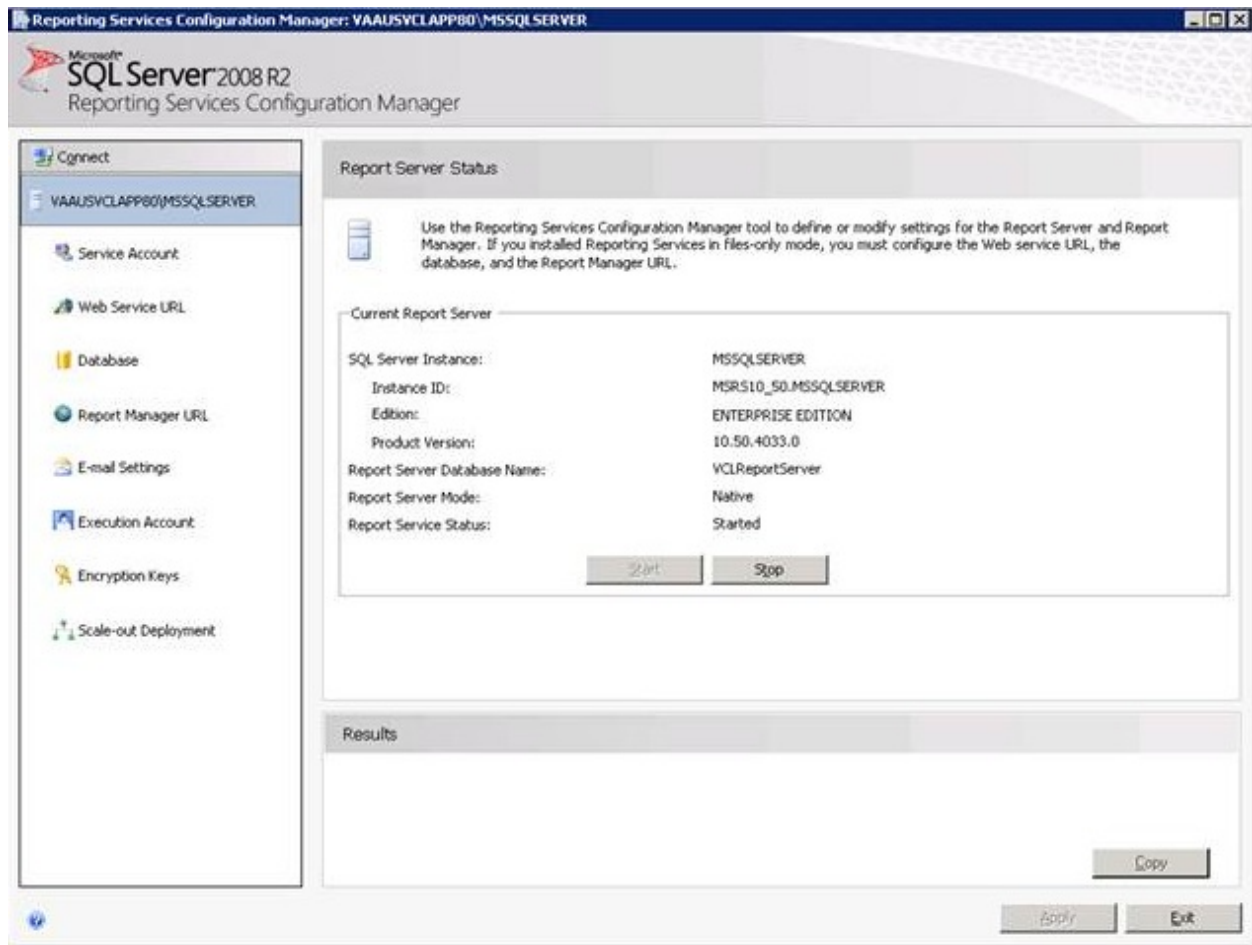 Reporting Services Configuration Manager: VAAUSVCLAPP80\MSSQLSERVER
Microsoft
SQL Server 2008 R2
Reporting Services Configuration Manager
Connect
VAAUSVCLAPP80\MSSQLSERVER
Service Account
Web Service URL
Database
Report Manager URL
E-mail Settings
Execution Account
Encryption Keys
Scale-out Deployment
Report Server Status
Use the Reporting Services Configuration Manager tool to define or modify settings for the Report Server and Report
Manager. If you installed Reporting Services in files-only mode, you must configure the Web service URL, the
database, and the Report Manager URL.
Current Report Server
SQL Server Instance: MSSQLSERVER
Instance ID: MSRS10_50.MSSQLSERVER
Edition: ENTERPRISE EDITION
Product Version: 10.50.4033.0
Report Server Database Name: VCLReportServer
Report Server Mode: Native
Report Service Status: Started
Start Stop
Results
Copy
Apply Exit